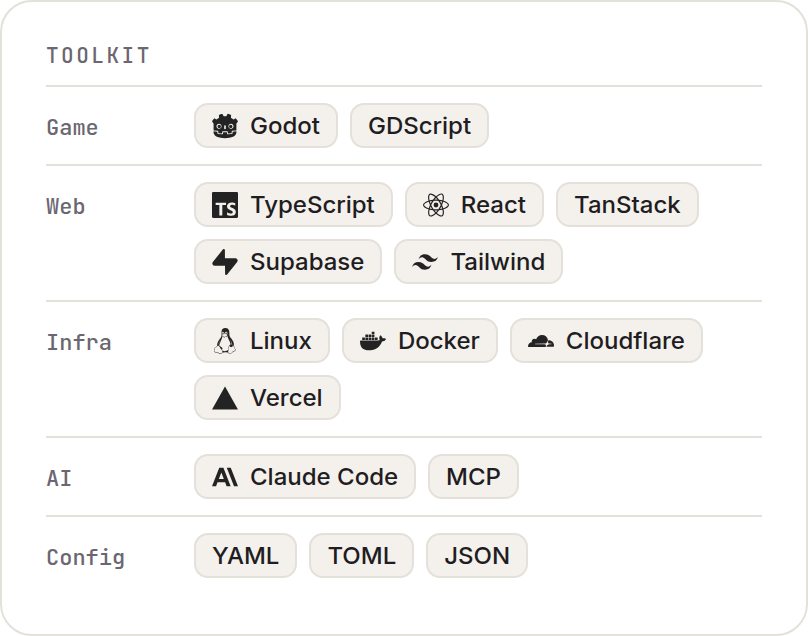 TOOLKIT
Game Godot GDScript
Web TS TypeScript React TanStack
Supabase Tailwind
Infra Linux Docker Cloudflare
Vercel
AI Claude Code MCP
Config YAML TOML JSON